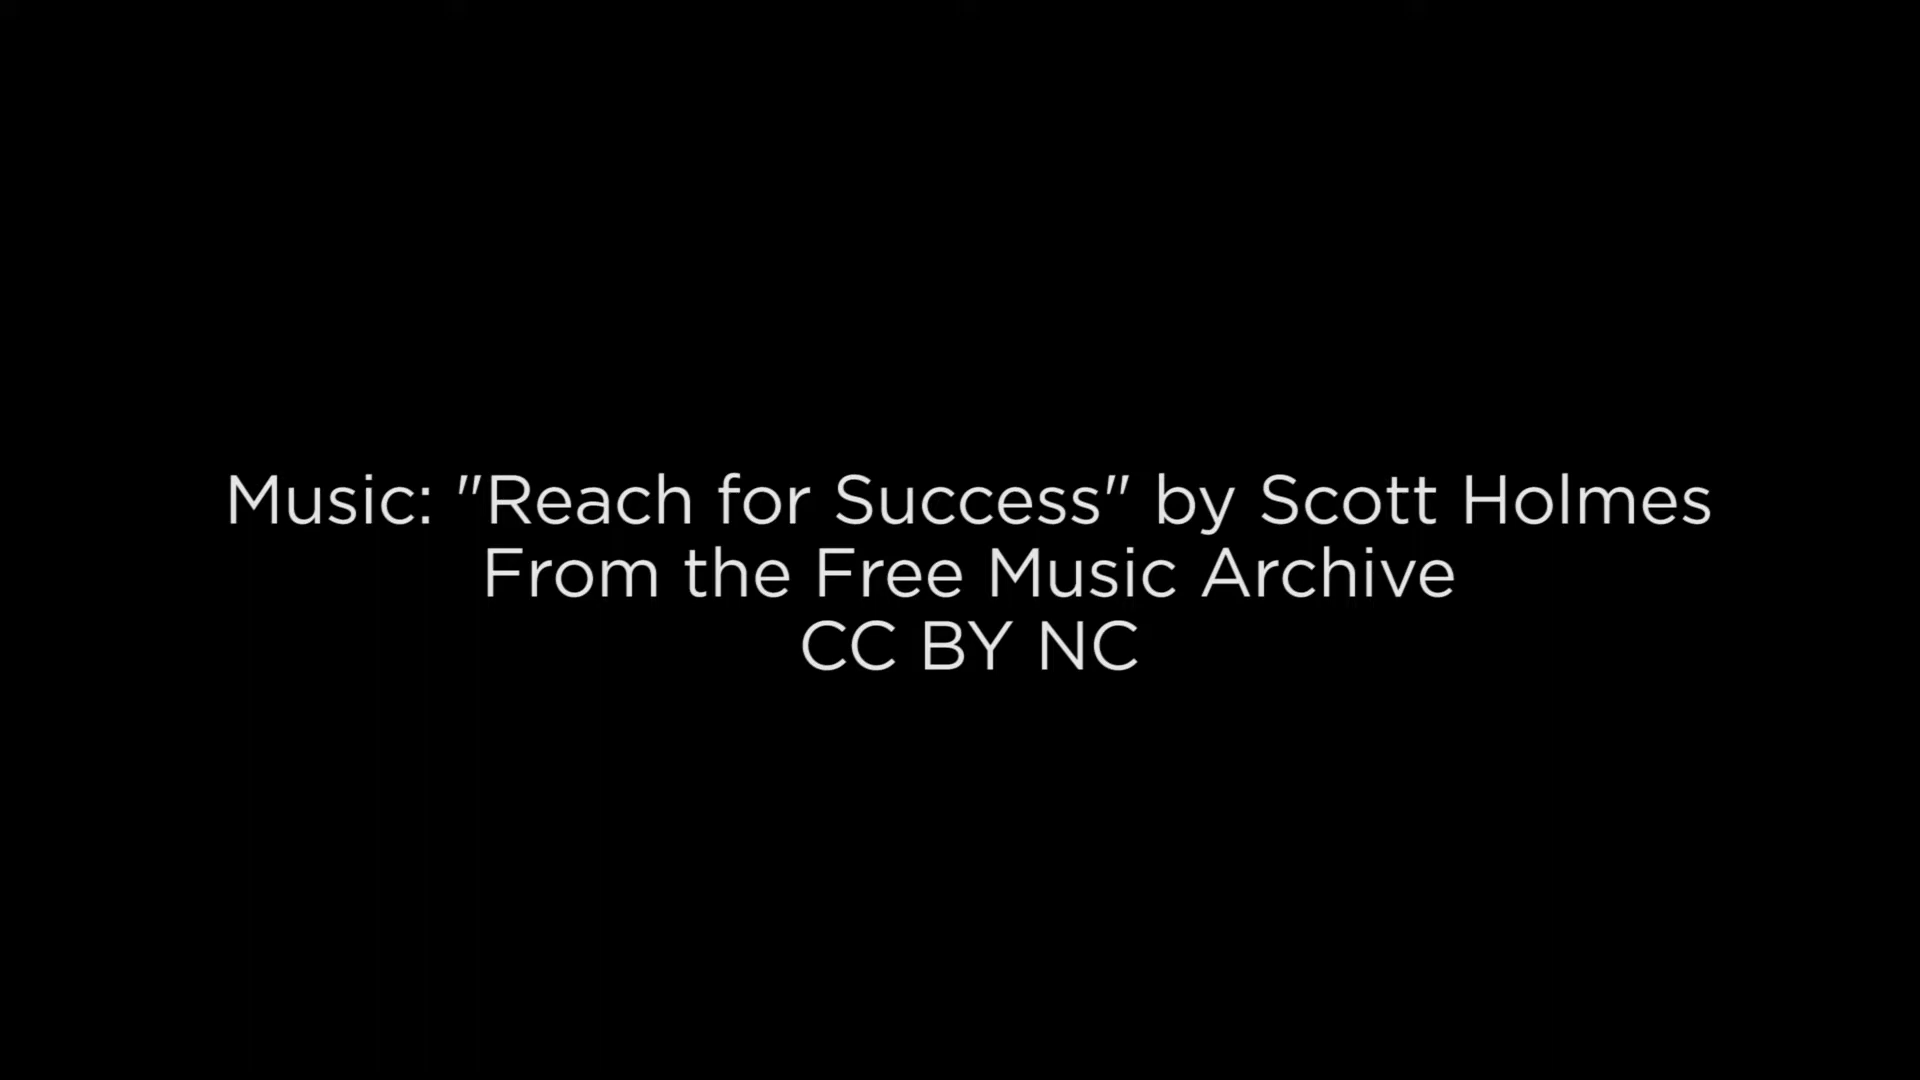 Music: "Reach for Success" by Scott Holmes
From the Free Music Archive
CC BY NC